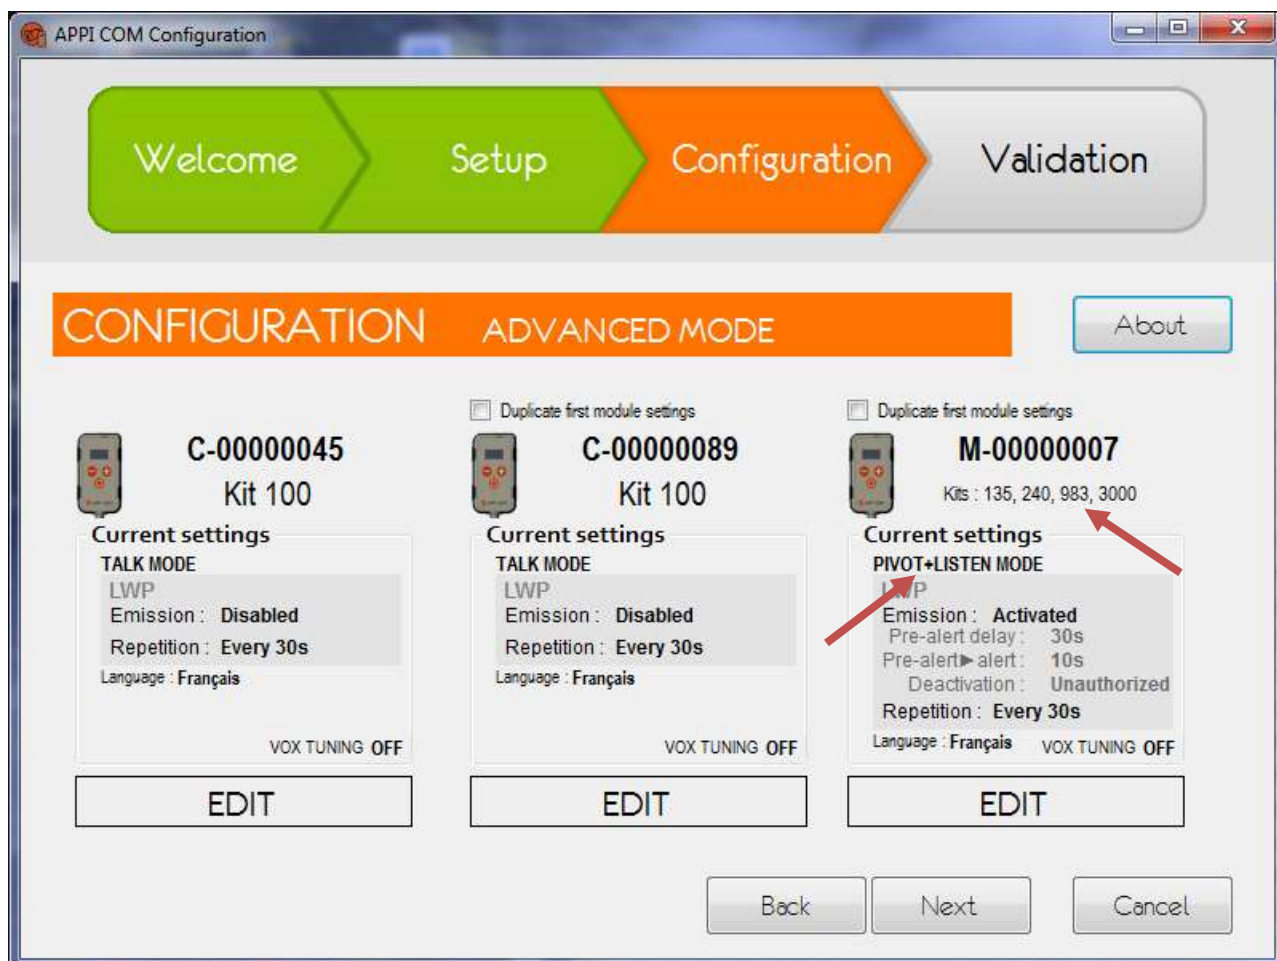 APPI COM Configuration
Welcome
Setup
Configuration
Validation
CONFIGURATION ADVANCED MODE
About
C-00000045
Kit 100
Current settings
TALK MODE
LWP
Emission : Disabled
Repetition : Every 30s
Language : Français
VOX TUNING OFF
EDIT
Duplicate first module settings
C-00000089
Kit 100
Current settings
TALK MODE
LWP
Emission : Disabled
Repetition : Every 30s
Language : Français
VOX TUNING OFF
EDIT
Duplicate first module settings
M-00000007
Kits : 135, 240, 983, 3000
Current settings
PIVOT+LISTEN MODE
LWP
Emission : Activated
Pre-alert delay : 30s
Pre-alert►alert : 10s
Deactivation : Unauthorized
Repetition : Every 30s
Language : Français VOX TUNING OFF
EDIT
Back
Next
Cancel